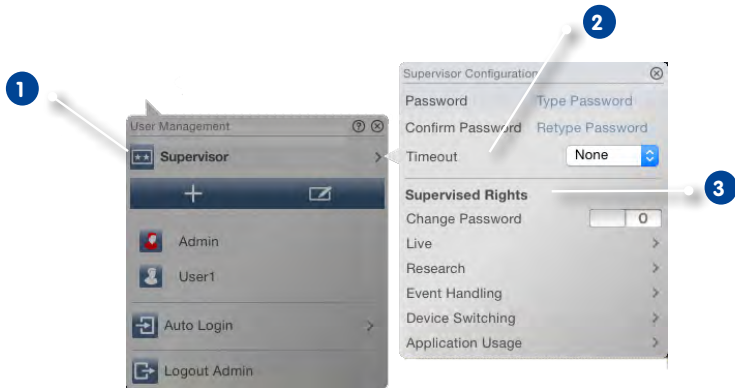 2
1
User Management
Supervisor
Admin
User1
Auto Login
Logout Admin
Supervisor Configuration
Password Type Password
Confirm Password Retype Password
Timeout None
3
Supervised Rights
Change Password O
Live
Research
Event Handling
Device Switching
Application Usage